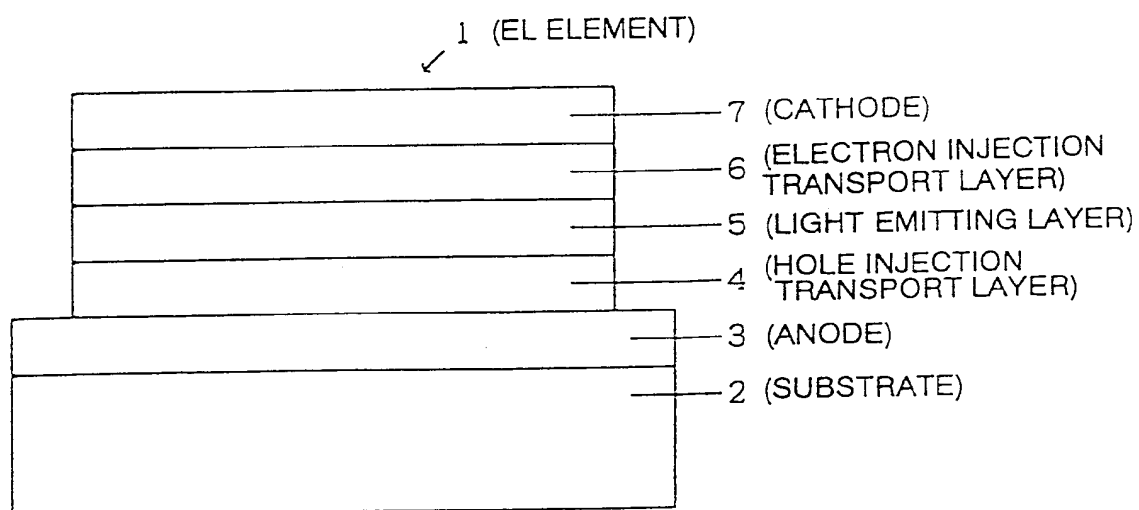 1 (EL ELEMENT)
7 (CATHODE)
6 (ELECTRON INJECTION
TRANSPORT LAYER)
5 (LIGHT EMITTING LAYER)
4 (HOLE INJECTION
TRANSPORT LAYER)
3 (ANODE)
2 (SUBSTRATE)